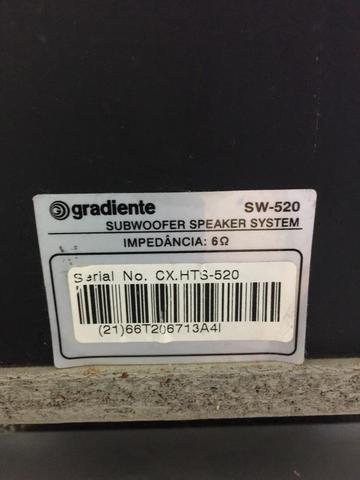 gradiente SW-520
SUBWOOFER SPEAKER SYSTEM
IMPEDÂNCIA: 6Ω
Serial No. CX.HTS-520
(21)66T206713A4I